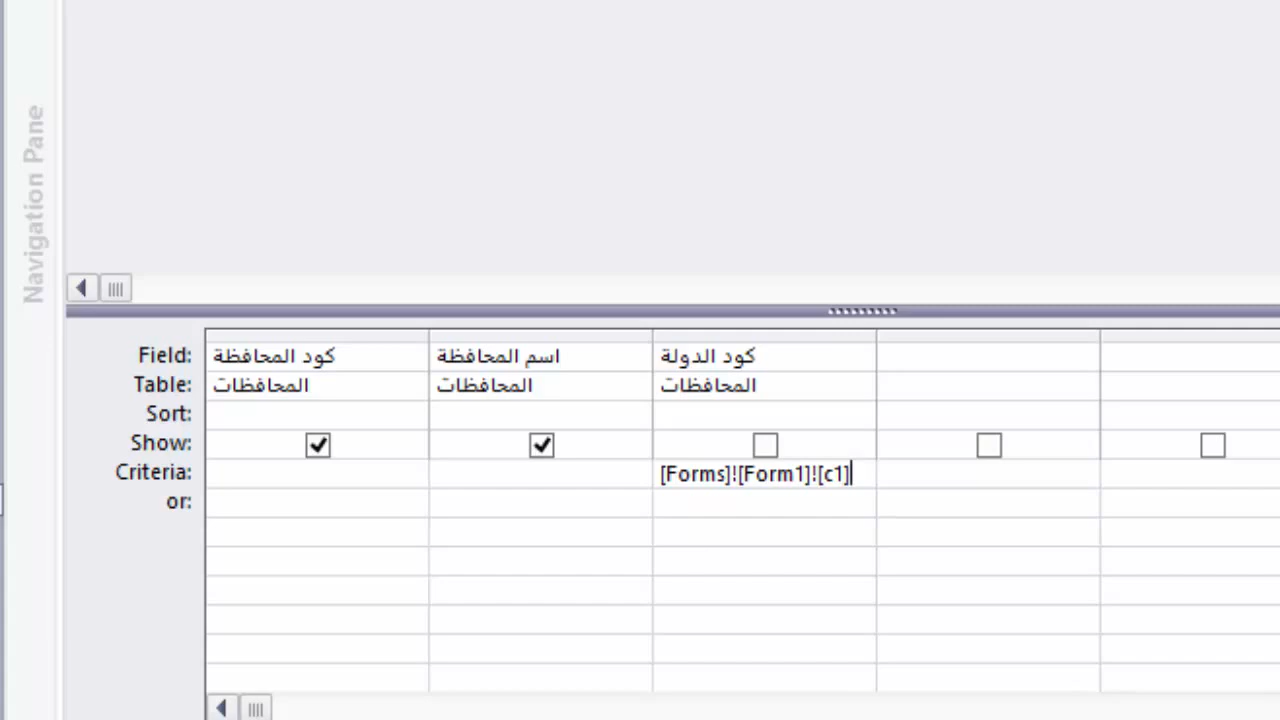 Navigation Pane
Field: كود المحافظة اسم المحافظة كود الدولة
Table: المحافظات المحافظات المحافظات
Sort:
Show:
Criteria: [Forms]![Form1]![c1]
or: